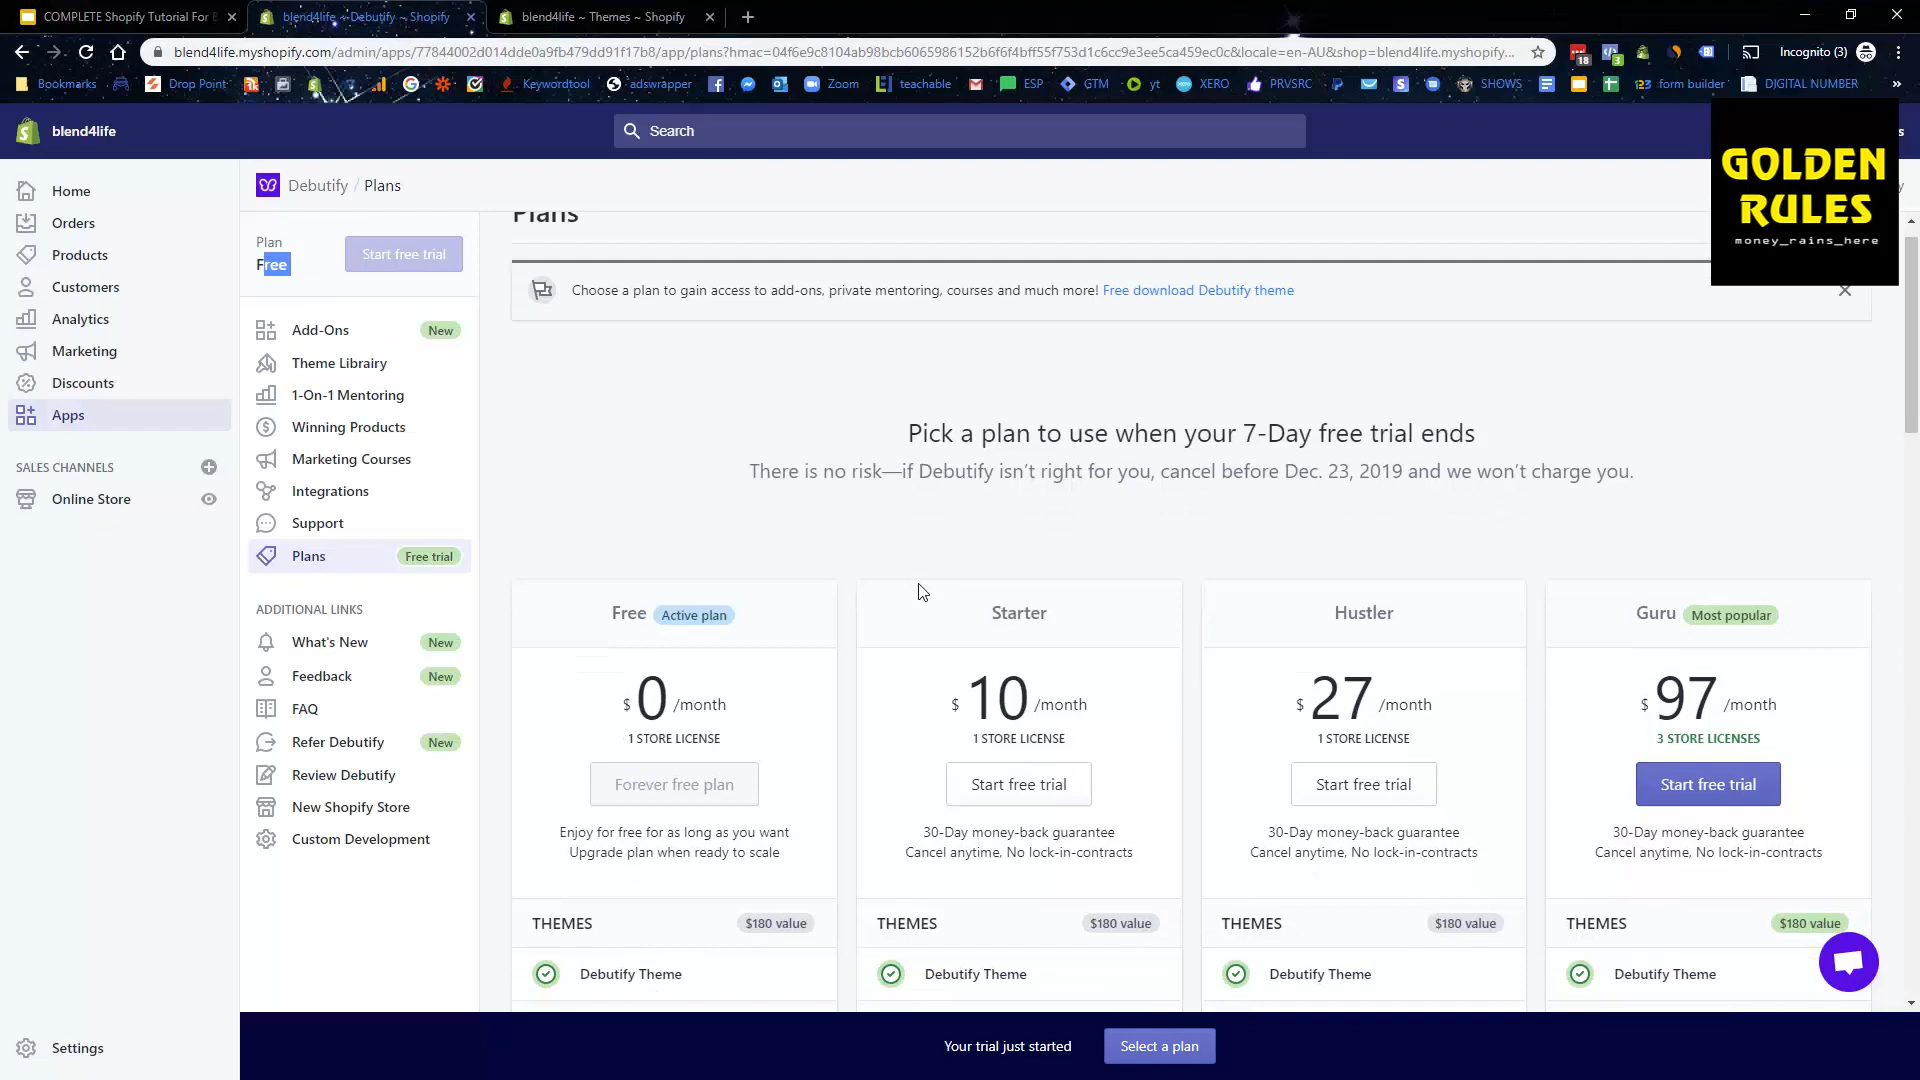 COMPLETE Shopify Tutorial For B
blend4life ~ Debutify ~ Shopify
blend4life ~ Themes ~ Shopify
blend4life.myshopify.com/admin/apps/77844002d014dde0a9fb479dd91f17b8/app/plans?hmac=04f6e9c8104ab98bcb6065986152b6f6f4bff55f753d1c6cc9e3ee5ca459ec0c&locale=en-AU&shop=blend4life.myshopify...
18
3
Incognito (3)
Bookmarks
Drop Point
Keywordtool
adswrapper
Zoom
teachable
ESP
GTM
yt
XERO
PRVSRC
SHOWS
123 form builder
DIGITAL NUMBER
»
blend4life
Search
GOLDEN
RULES
money_rains_here
Home
Orders
Products
Customers
Analytics
Marketing
Discounts
Apps
SALES CHANNELS
Online Store
Settings
Debutify / Plans
Plan
Free
Start free trial
Add-Ons New
Theme Librairy
1-On-1 Mentoring
Winning Products
Marketing Courses
Integrations
Support
Plans Free trial
ADDITIONAL LINKS
What's New New
Feedback New
FAQ
Refer Debutify New
Review Debutify
New Shopify Store
Custom Development
Plans
Choose a plan to gain access to add-ons, private mentoring, courses and much more! Free download Debutify theme
Pick a plan to use when your 7-Day free trial ends
There is no risk—if Debutify isn't right for you, cancel before Dec. 23, 2019 and we won't charge you.
Free Active plan
$ 0 /month
1 STORE LICENSE
Forever free plan
Enjoy for free for as long as you want
Upgrade plan when ready to scale
THEMES $180 value
Debutify Theme
Starter
$ 10 /month
1 STORE LICENSE
Start free trial
30-Day money-back guarantee
Cancel anytime, No lock-in-contracts
THEMES $180 value
Debutify Theme
Hustler
$ 27 /month
1 STORE LICENSE
Start free trial
30-Day money-back guarantee
Cancel anytime, No lock-in-contracts
THEMES $180 value
Debutify Theme
Guru Most popular
$ 97 /month
3 STORE LICENSES
Start free trial
30-Day money-back guarantee
Cancel anytime, No lock-in-contracts
THEMES $180 value
Debutify Theme
Your trial just started
Select a plan